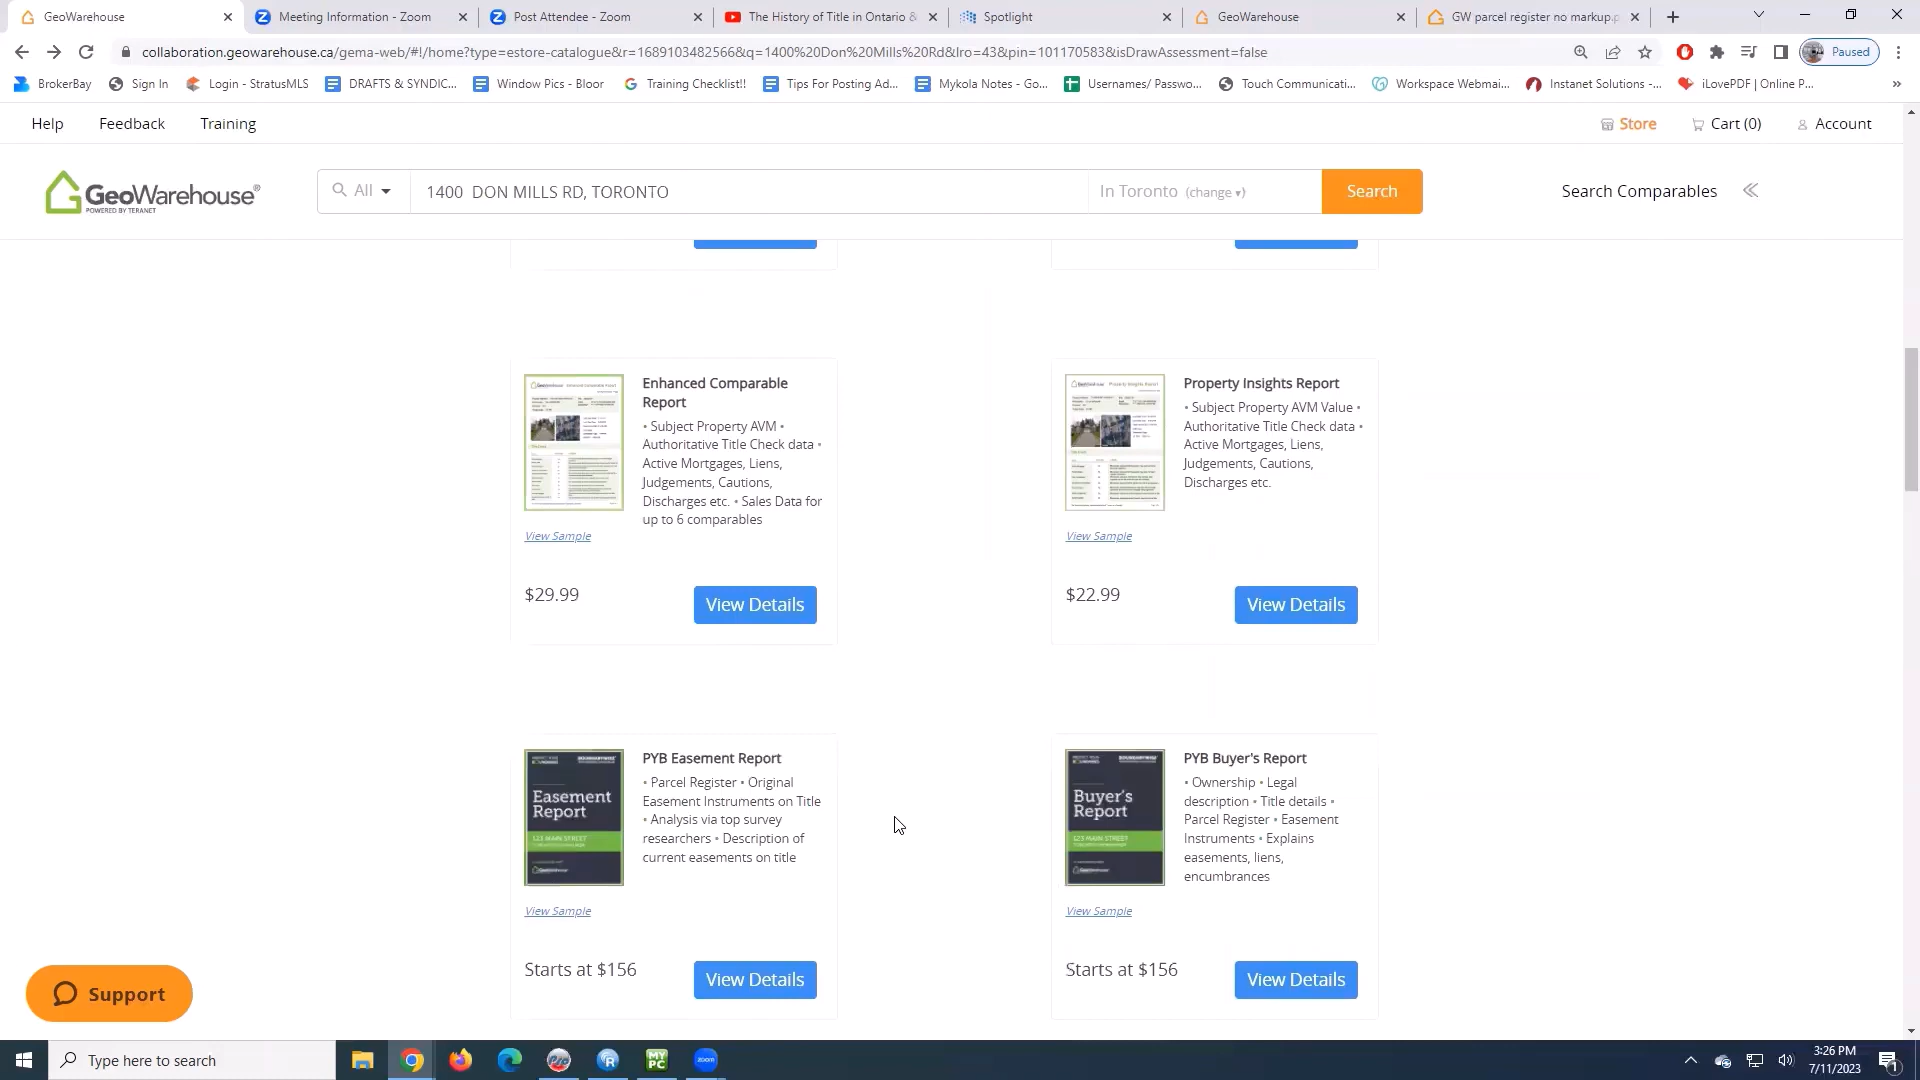 GeoWarehouse
Meeting Information - Zoom
Post Attendee - Zoom
The History of Title in Ontario &
Spotlight
GeoWarehouse
GW parcel register no markup.p
collaboration.geowarehouse.ca/gema-web/#!/home?type=estore-catalogue&r=1689103482566&q=1400%20Don%20Mills%20Rd&lro=43&pin=101170583&isDrawAssessment=false
Paused
BrokerBay
Sign In
Login - StratusMLS
DRAFTS & SYNDIC...
Window Pics - Bloor
Training Checklist!!
Tips For Posting Ad...
Mykola Notes - Go...
Usernames/ Passwo...
Touch Communicati...
Workspace Webmai...
Instanet Solutions -...
iLovePDF | Online P...
»
Help
Feedback
Training
Store
Cart (0)
Account
GeoWarehouse®
POWERED BY TERANET
All
1400 DON MILLS RD, TORONTO
In Toronto (change ▾)
Search
Search Comparables
Enhanced Comparable
Report
• Subject Property AVM •
Authoritative Title Check data •
Active Mortgages, Liens,
Judgements, Cautions,
Discharges etc. • Sales Data for
up to 6 comparables
View Sample
$29.99
View Details
Property Insights Report
• Subject Property AVM Value •
Authoritative Title Check data •
Active Mortgages, Liens,
Judgements, Cautions,
Discharges etc.
View Sample
$22.99
View Details
Easement
Report
123 MAIN STREET
PYB Easement Report
• Parcel Register • Original
Easement Instruments on Title
• Analysis via top survey
researchers • Description of
current easements on title
View Sample
Starts at $156
View Details
Buyer's
Report
123 MAIN STREET
PYB Buyer's Report
• Ownership • Legal
description • Title details •
Parcel Register • Easement
Instruments • Explains
easements, liens,
encumbrances
View Sample
Starts at $156
View Details
Support
Type here to search
MY
PC
zoom
3:26 PM
7/11/2023
1